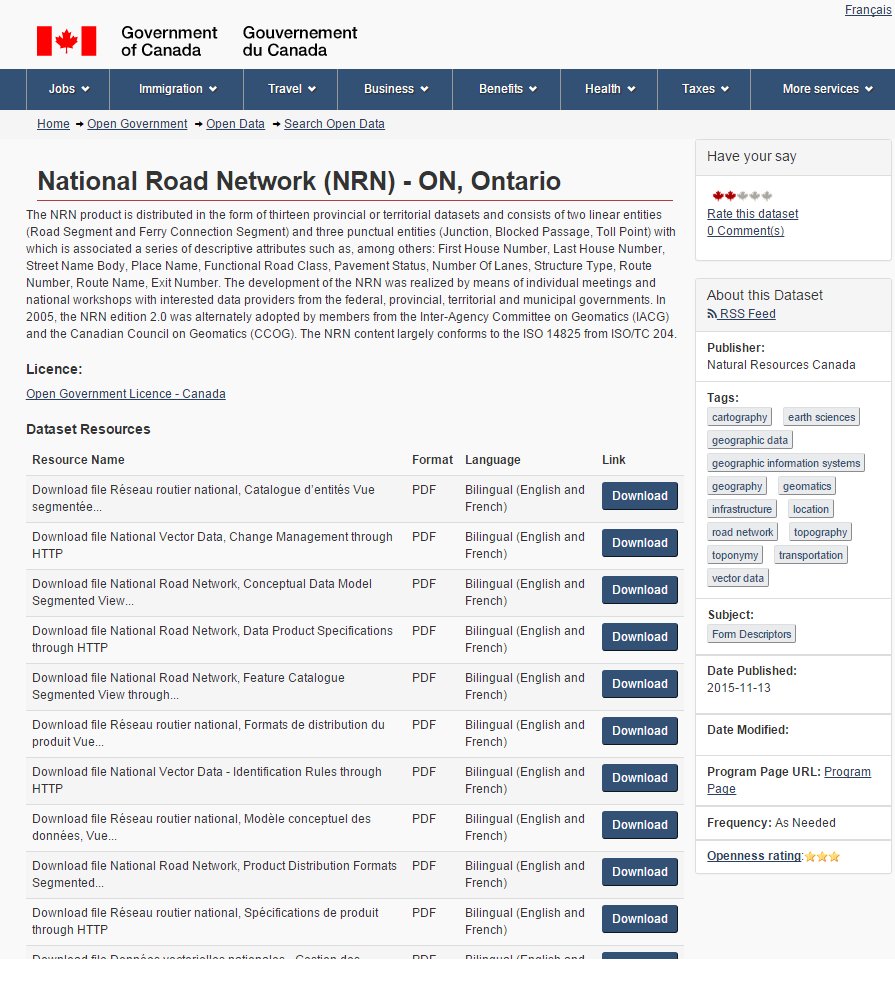 Français
Government Gouvernement
of Canada du Canada
Jobs Immigration Travel Business Benefits Health Taxes More services
Home Open Government Open Data Search Open Data
National Road Network (NRN) - ON, Ontario
The NRN product is distributed in the form of thirteen provincial or territorial datasets and consists of two linear entities
(Road Segment and Ferry Connection Segment) and three punctual entities (Junction, Blocked Passage, Toll Point) with
which is associated a series of descriptive attributes such as, among others: First House Number, Last House Number,
Street Name Body, Place Name, Functional Road Class, Pavement Status, Number Of Lanes, Structure Type, Route
Number, Route Name, Exit Number. The development of the NRN was realized by means of individual meetings and
national workshops with interested data providers from the federal, provincial, territorial and municipal governments. In
2005, the NRN edition 2.0 was alternately adopted by members from the Inter-Agency Committee on Geomatics (IACG)
and the Canadian Council on Geomatics (CCOG). The NRN content largely conforms to the ISO 14825 from ISO/TC 204.
Licence:
Open Government Licence - Canada
Dataset Resources
Resource Name Format Language Link
Download file Réseau routier national, Catalogue d'entités Vue PDF Bilingual (English and Download
segmentée... French)
Download file National Vector Data, Change Management through PDF Bilingual (English and Download
HTTP French)
Download file National Road Network, Conceptual Data Model PDF Bilingual (English and Download
Segmented View... French)
Download file National Road Network, Data Product Specifications PDF Bilingual (English and Download
through HTTP French)
Download file National Road Network, Feature Catalogue PDF Bilingual (English and Download
Segmented View through... French)
Download file Réseau routier national, Formats de distribution du PDF Bilingual (English and Download
produit Vue... French)
Download file National Vector Data - Identification Rules through PDF Bilingual (English and Download
HTTP French)
Download file Réseau routier national, Modèle conceptuel des PDF Bilingual (English and Download
données, Vue... French)
Download file National Road Network, Product Distribution Formats PDF Bilingual (English and Download
Segmented... French)
Download file Réseau routier national, Spécifications de produit PDF Bilingual (English and Download
through HTTP French)
Download file Données vectorielles nationales - Gestion des PDF Bilingual (English and
Have your say
Rate this dataset
0 Comment(s)
About this Dataset
RSS Feed
Publisher:
Natural Resources Canada
Tags:
cartography earth sciences
geographic data
geographic information systems
geography geomatics
infrastructure location
road network topography
toponymy transportation
vector data
Subject:
Form Descriptors
Date Published:
2015-11-13
Date Modified:
Program Page URL: Program
Page
Frequency: As Needed
Openness rating: